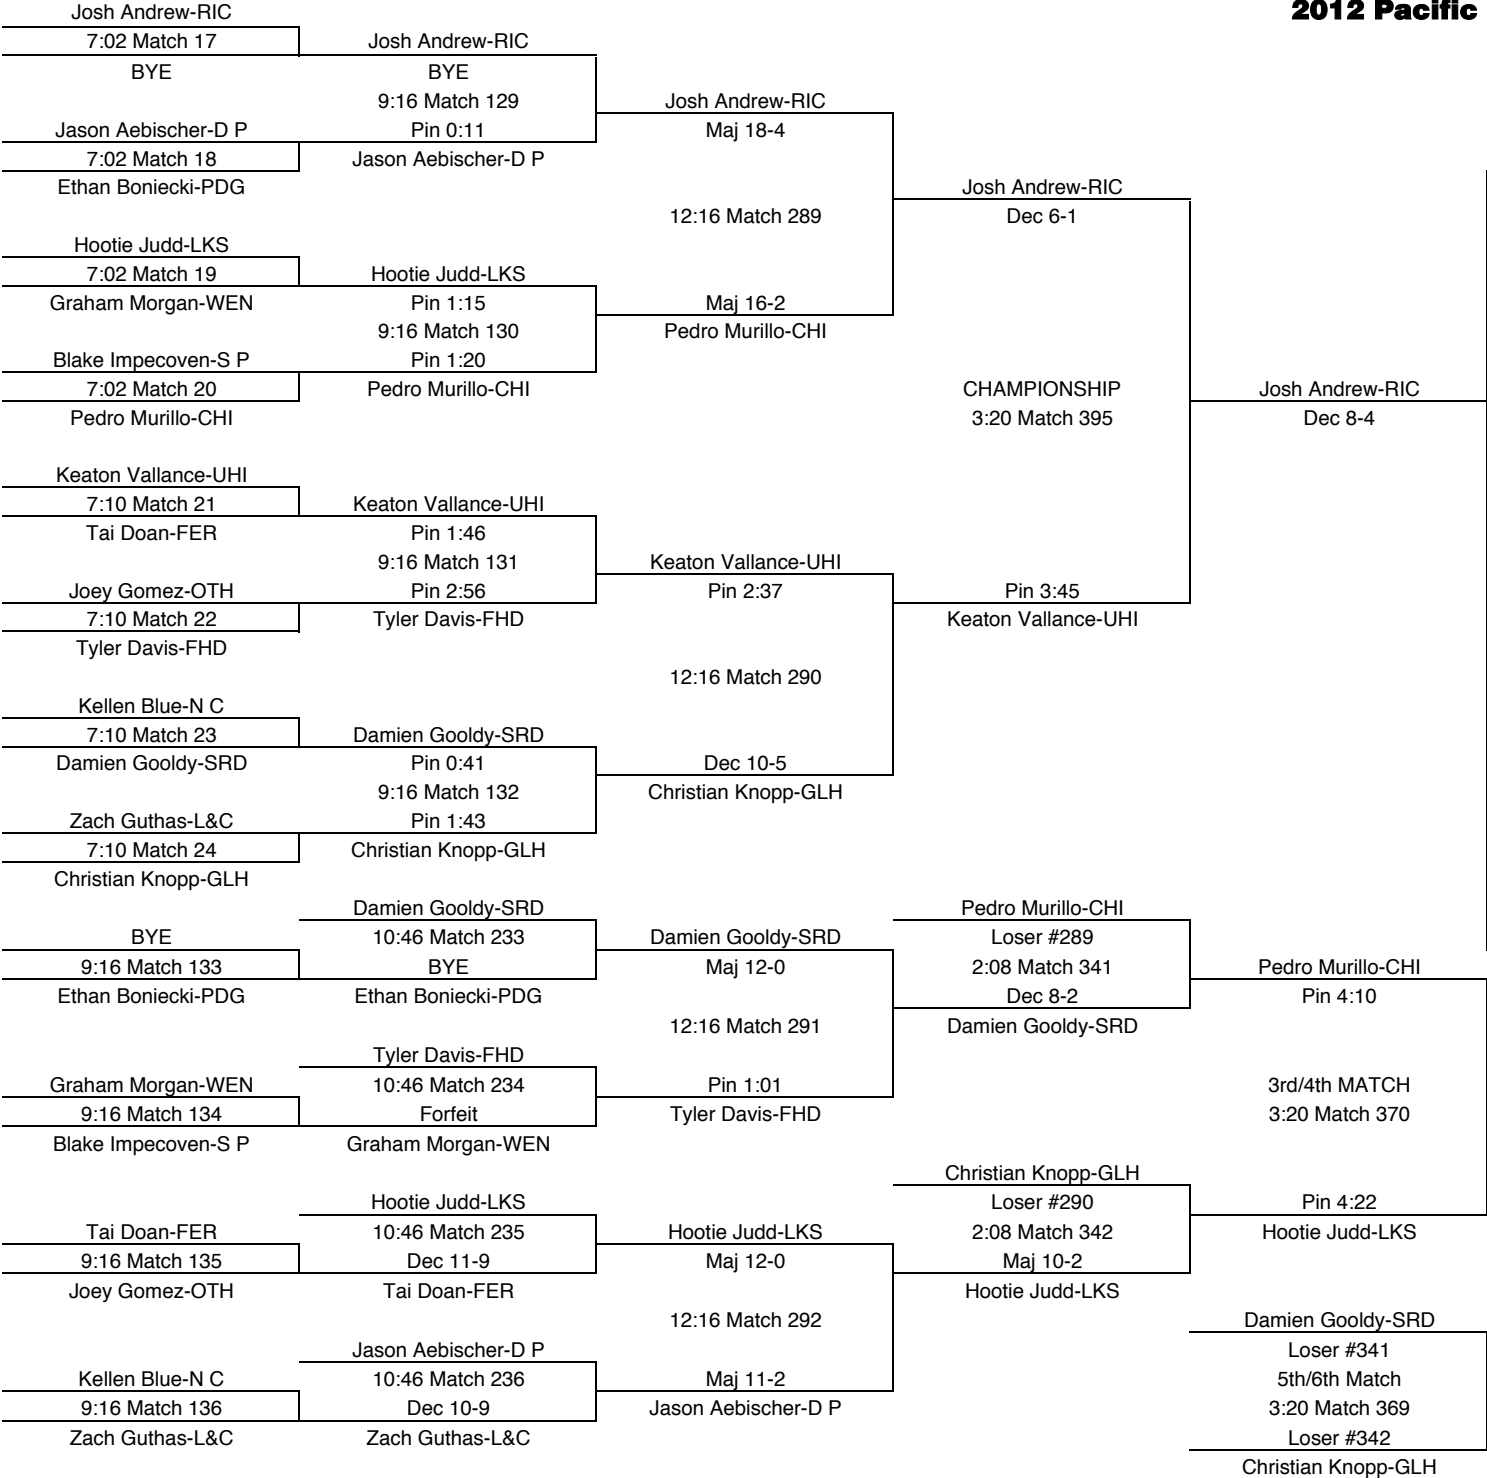 2012 Pacific
Josh Andrew-RIC
7:02 Match 17
BYE
Jason Aebischer-D P
7:02 Match 18
Ethan Boniecki-PDG
Hootie Judd-LKS
7:02 Match 19
Graham Morgan-WEN
Blake Impecoven-S P
7:02 Match 20
Pedro Murillo-CHI
Keaton Vallance-UHI
7:10 Match 21
Tai Doan-FER
Joey Gomez-OTH
7:10 Match 22
Tyler Davis-FHD
Kellen Blue-N C
7:10 Match 23
Damien Gooldy-SRD
Zach Guthas-L&C
7:10 Match 24
Christian Knopp-GLH
Josh Andrew-RIC
BYE
9:16 Match 129
Pin 0:11
Jason Aebischer-D P
Hootie Judd-LKS
Pin 1:15
9:16 Match 130
Pin 1:20
Pedro Murillo-CHI
Keaton Vallance-UHI
Pin 1:46
9:16 Match 131
Pin 2:56
Tyler Davis-FHD
Damien Gooldy-SRD
Pin 0:41
9:16 Match 132
Pin 1:43
Christian Knopp-GLH
Josh Andrew-RIC
Maj 18-4
12:16 Match 289
Maj 16-2
Pedro Murillo-CHI
Keaton Vallance-UHI
Pin 2:37
12:16 Match 290
Dec 10-5
Christian Knopp-GLH
Josh Andrew-RIC
Dec 6-1
CHAMPIONSHIP
3:20 Match 395
Pin 3:45
Keaton Vallance-UHI
Josh Andrew-RIC
Dec 8-4
BYE
9:16 Match 133
Ethan Boniecki-PDG
Graham Morgan-WEN
9:16 Match 134
Blake Impecoven-S P
Tai Doan-FER
9:16 Match 135
Joey Gomez-OTH
Kellen Blue-N C
9:16 Match 136
Zach Guthas-L&C
Damien Gooldy-SRD
10:46 Match 233
BYE
Ethan Boniecki-PDG
Tyler Davis-FHD
10:46 Match 234
Forfeit
Graham Morgan-WEN
Hootie Judd-LKS
10:46 Match 235
Dec 11-9
Tai Doan-FER
Jason Aebischer-D P
10:46 Match 236
Dec 10-9
Zach Guthas-L&C
Damien Gooldy-SRD
Maj 12-0
12:16 Match 291
Pin 1:01
Tyler Davis-FHD
Hootie Judd-LKS
Maj 12-0
12:16 Match 292
Maj 11-2
Jason Aebischer-D P
Pedro Murillo-CHI
Loser #289
2:08 Match 341
Dec 8-2
Damien Gooldy-SRD
Christian Knopp-GLH
Loser #290
2:08 Match 342
Maj 10-2
Hootie Judd-LKS
Pedro Murillo-CHI
Pin 4:10
3rd/4th MATCH
3:20 Match 370
Pin 4:22
Hootie Judd-LKS
Damien Gooldy-SRD
Loser #341
5th/6th Match
3:20 Match 369
Loser #342
Christian Knopp-GLH